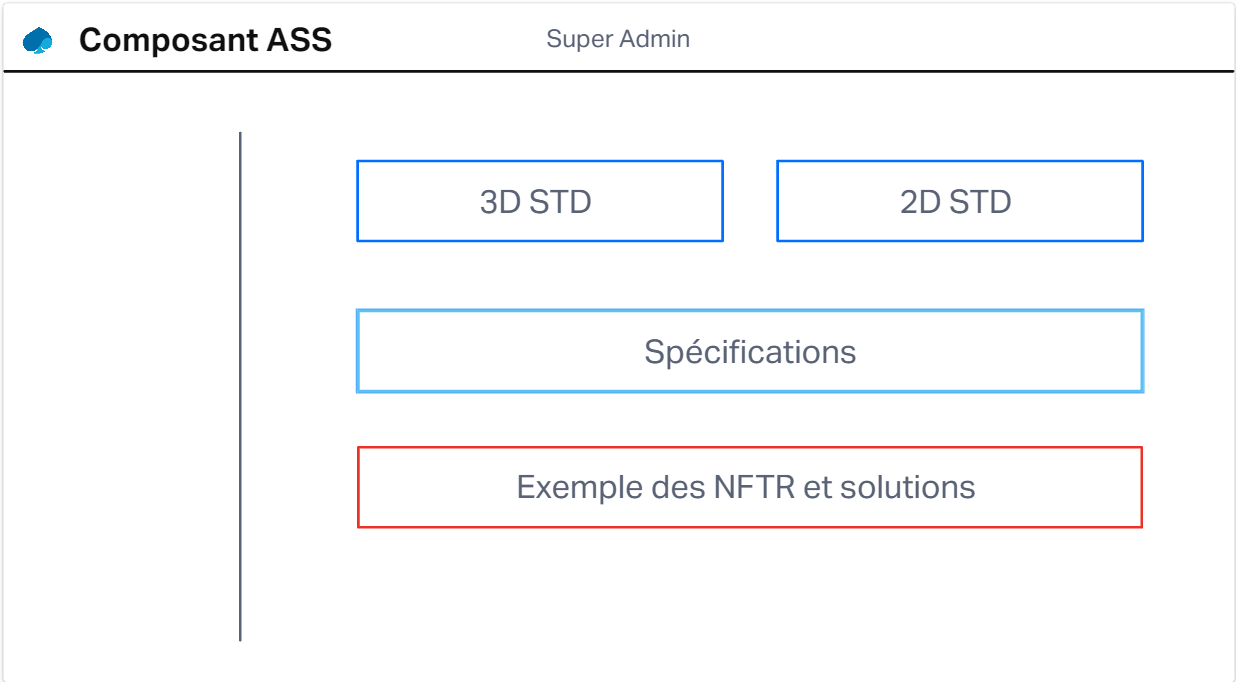 Composant ASS
Super Admin
3D STD
2D STD
Spécifications
Exemple des NFTR et solutions